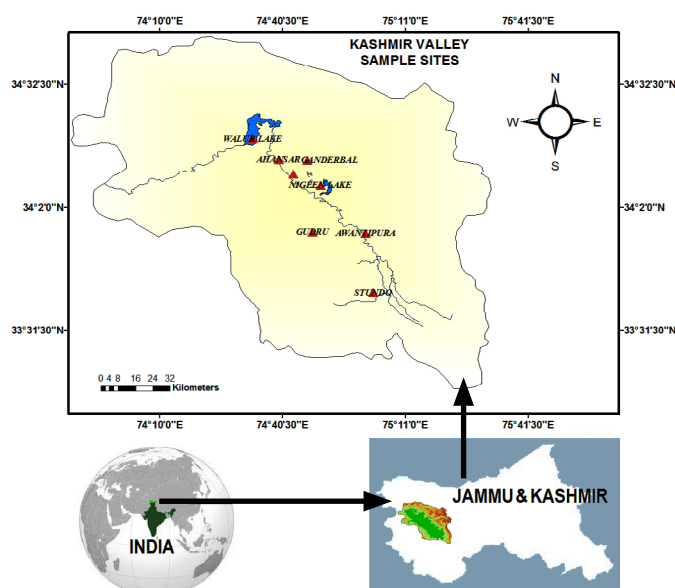 74°10'0"E 74°40'30"E 75°11'0"E 75°41'30"E
KASHMIR VALLEY
SAMPLE SITES
34°32'30"N 34°32'30"N
N
W E
S
WALUR LAKE
AHANSAR GANDERBAL
NIGEEN LAKE
34°2'0"N 34°2'0"N
GUDRU AWANTIPURA
STUNDO
33°31'30"N 33°31'30"N
0 4 8 16 24 32
Kilometers
74°10'0"E 74°40'30"E 75°11'0"E 75°41'30"E
JAMMU & KASHMIR
INDIA